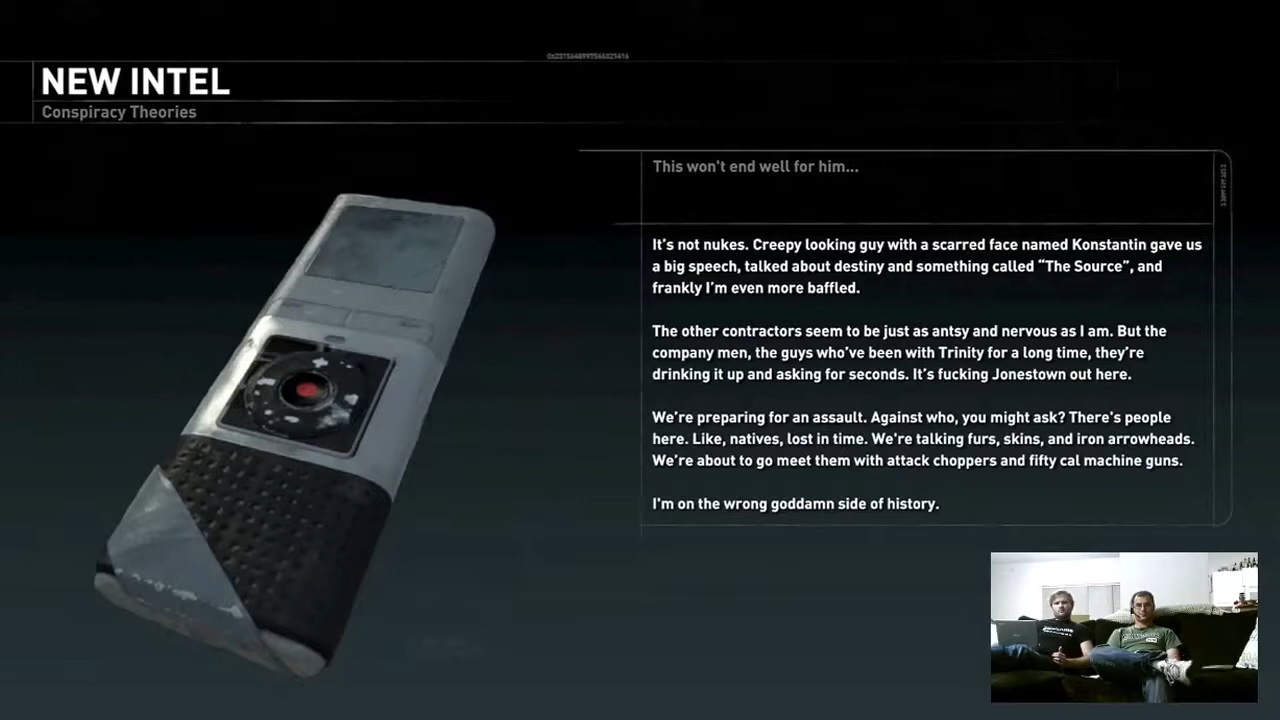 NEW INTEL
Conspiracy Theories
This won't end well for him...
It's not nukes. Creepy looking guy with a scarred face named Konstantin gave us
a big speech, talked about destiny and something called “The Source”, and
frankly I'm even more baffled.
The other contractors seem to be just as antsy and nervous as I am. But the
company men, the guys who've been with Trinity for a long time, they're
drinking it up and asking for seconds. It's fucking Jonestown out here.
We're preparing for an assault. Against who, you might ask? There's people
here. Like, natives, lost in time. We're talking furs, skins, and iron arrowheads.
We're about to go meet them with attack choppers and fifty cal machine guns.
I'm on the wrong goddamn side of history.